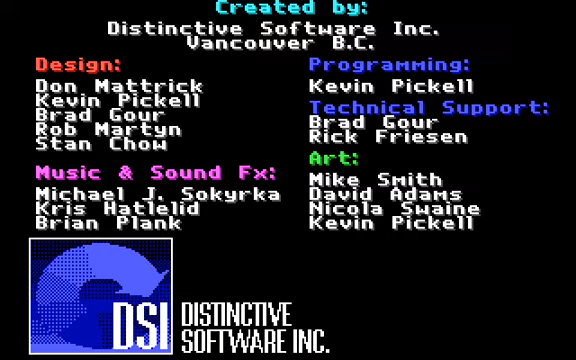 Created by:
Distinctive Software Inc.
Vancouver B.C.
Design:
Don Mattrick
Kevin Pickell
Brad Gour
Rob Martyn
Stan Chow
Music & Sound Fx:
Michael J. Sokyrka
Kris Hatlelid
Brian Plank
Programming:
Kevin Pickell
Technical Support:
Brad Gour
Rick Friesen
Art:
Mike Smith
David Adams
Nicola Swaine
Kevin Pickell
DSI
DISTINCTIVE
SOFTWARE INC.